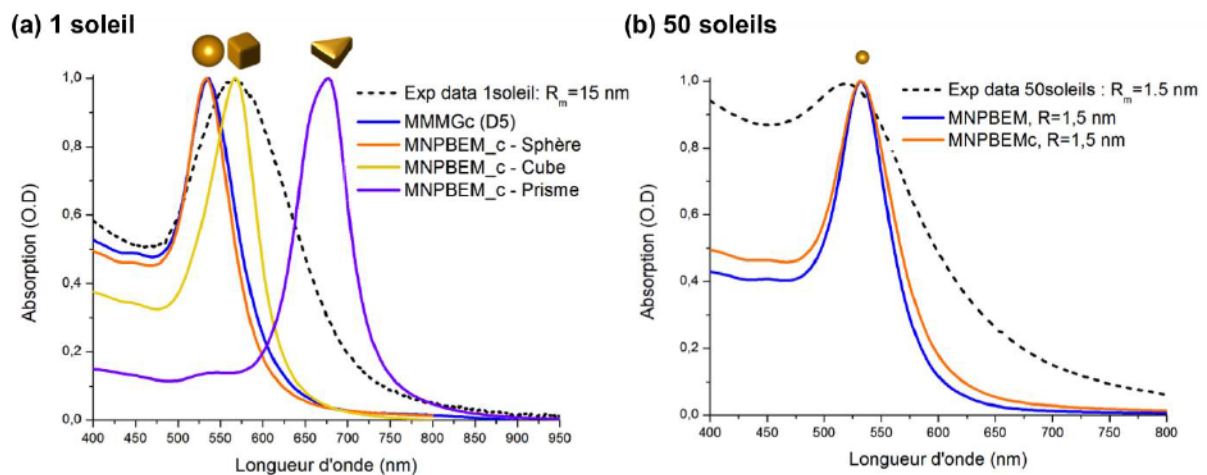 (a) 1 soleil
Exp data 1soleil: Rm=15 nm
MMMGc (D5)
MNPBEM_c - Sphère
MNPBEM_c - Cube
MNPBEM_c - Prisme
Absorption (O.D)
1,0
0,8
0,6
0,4
0,2
0,0
400 450 500 550 600 650 700 750 800 850 900 950
Longueur d'onde (nm)
(b) 50 soleils
Exp data 50soleils : Rm=1.5 nm
MNPBEM, R=1,5 nm
MNPBEMc, R=1,5 nm
Absorption (O.D)
1,0
0,8
0,6
0,4
0,2
0,0
400 450 500 550 600 650 700 750 800
Longueur d'onde (nm)